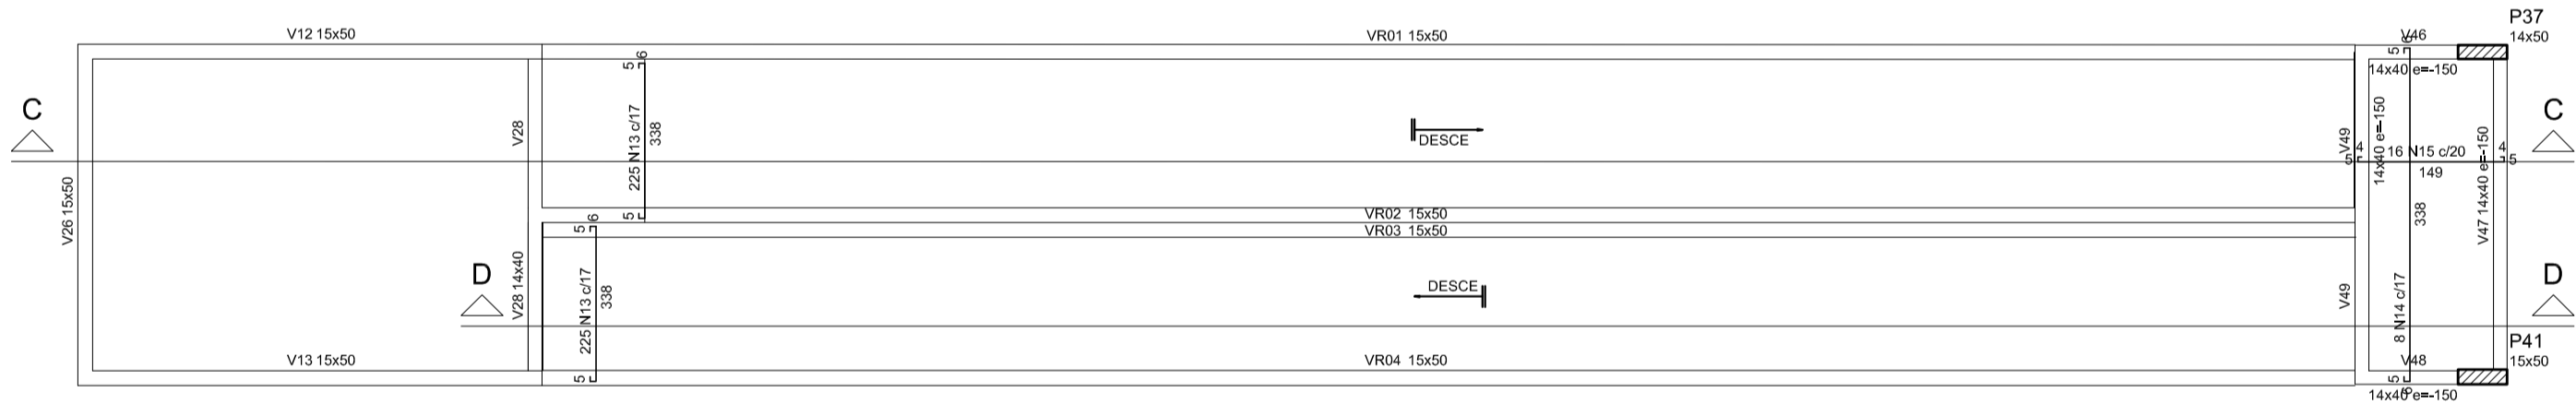 V12 15x50
VR01 15x50
V46
P37
14x50
5
6
5
6
14x40 e=-150
C
C
V28
225 N13 c/17
338
DESCE
V49
14x40 e=-150
5
4
16 N15 c/20
149
4
5
V47 14x40 e=-150
V26 15x50
5
VR02 15x50
5
6
VR03 15x50
338
D
D
V28 14x40
225 N13 c/17
338
DESCE
V49
8 N14 c/17
V13 15x50
VR04 15x50
V48
P41
15x50
5
5
6
14x40 e=-150